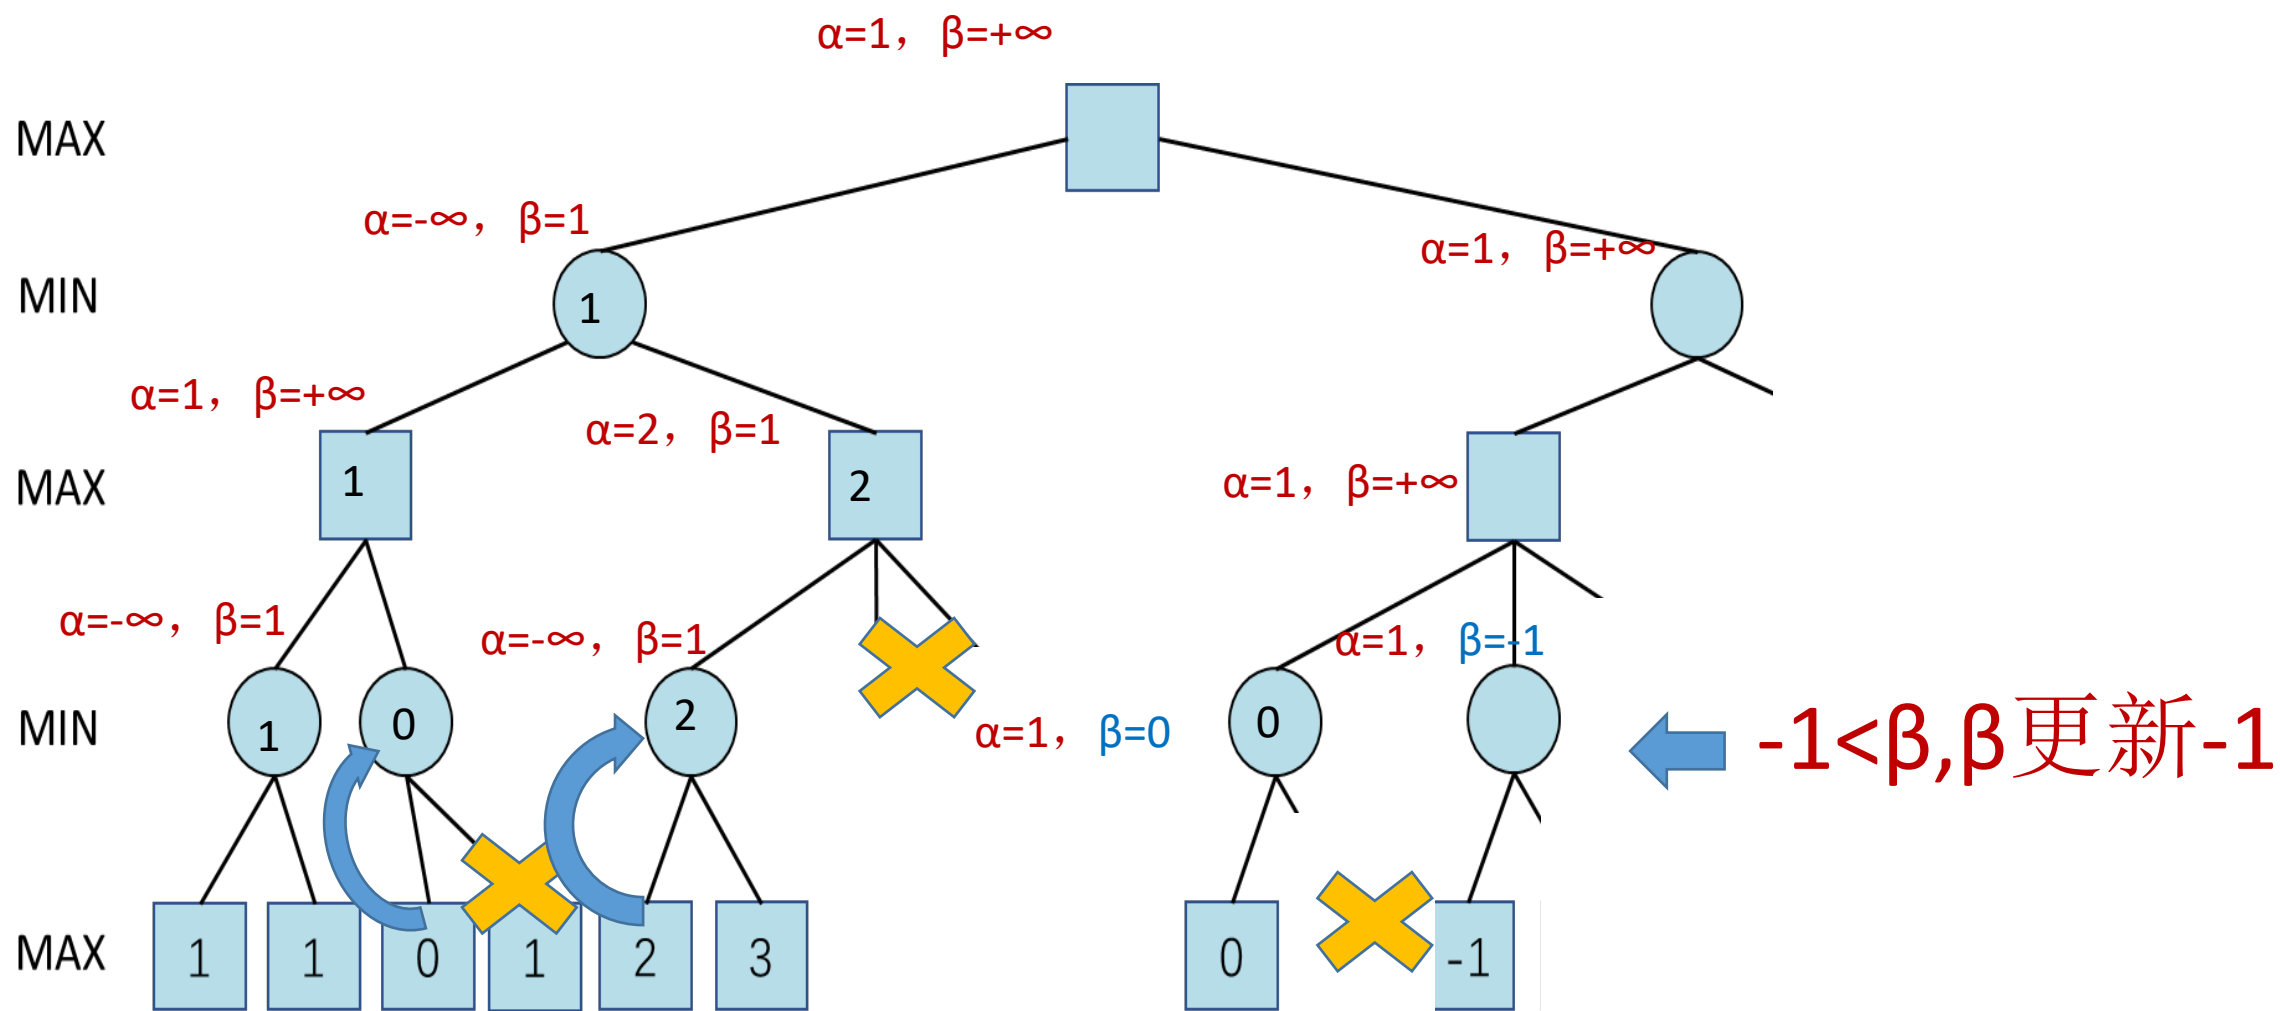 α=1，β=+∞
MAX
α=-∞，β=1
α=1，β=+∞
MIN
1
α=1，β=+∞
α=2，β=1
MAX
1
2
α=1，β=+∞
α=-∞，β=1
α=-∞，β=1
α=1，β=-1
MIN
1
0
2
α=1，β=0
0
-1<β,β更新-1
MAX
1
1
0
1
2
3
0
-1